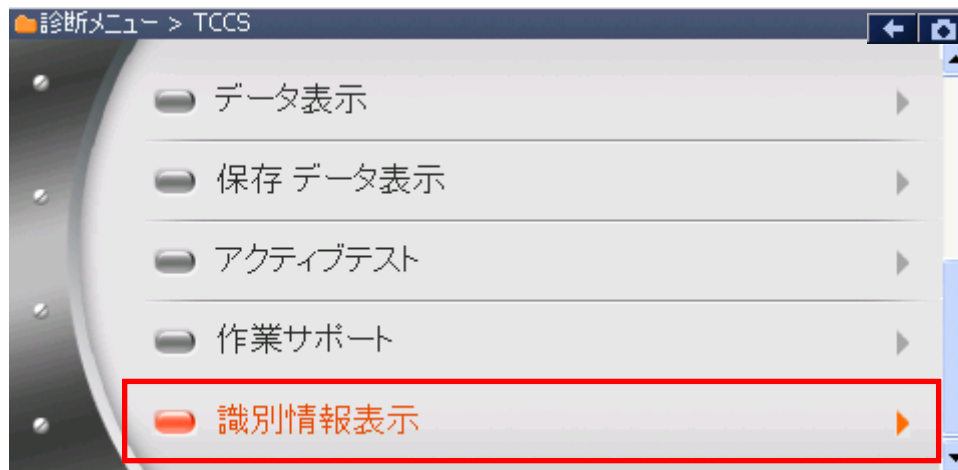 診断メニュー > TCCS
データ表示
保存 データ表示
アクティブテスト
作業サポート
識別情報表示